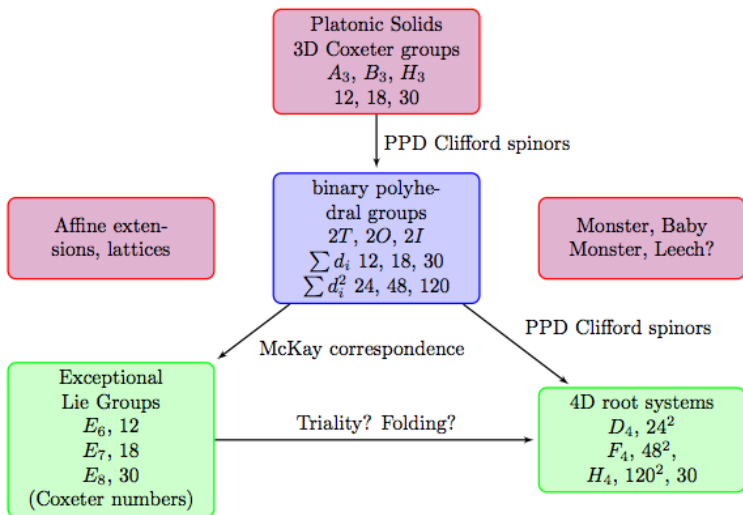 Platonic Solids
3D Coxeter groups
A₃, B₃, H₃
12, 18, 30
PPD Clifford spinors
binary polyhe-
dral groups
2T, 2O, 2I
∑ dᵢ 12, 18, 30
∑ dᵢ² 24, 48, 120
Affine exten-
sions, lattices
Monster, Baby
Monster, Leech?
PPD Clifford spinors
McKay correspondence
Exceptional
Lie Groups
E₆, 12
E₇, 18
E₈, 30
(Coxeter numbers)
Triality? Folding?
4D root systems
D₄, 24²
F₄, 48²,
H₄, 120², 30